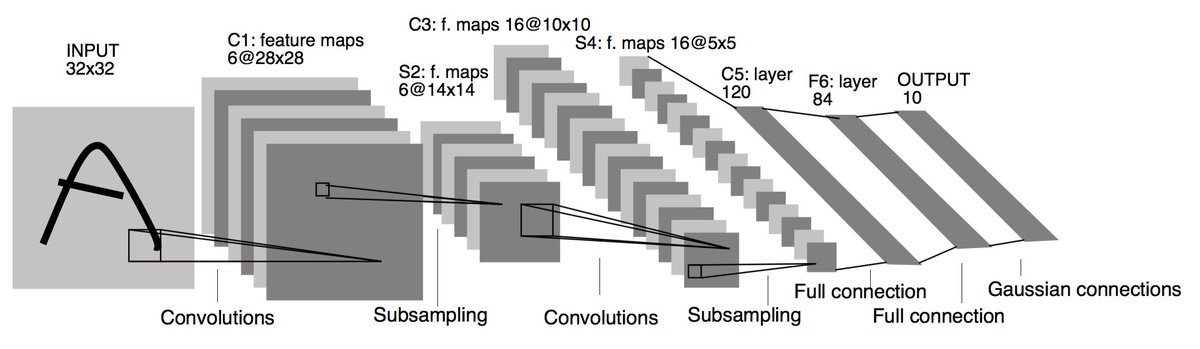 INPUT
32x32
C1: feature maps
6@28x28
S2: f. maps
6@14x14
C3: f. maps 16@10x10
S4: f. maps 16@5x5
C5: layer
120
F6: layer
84
OUTPUT
10
Convolutions
Subsampling
Convolutions
Subsampling
Full connection
Full connection
Gaussian connections
A